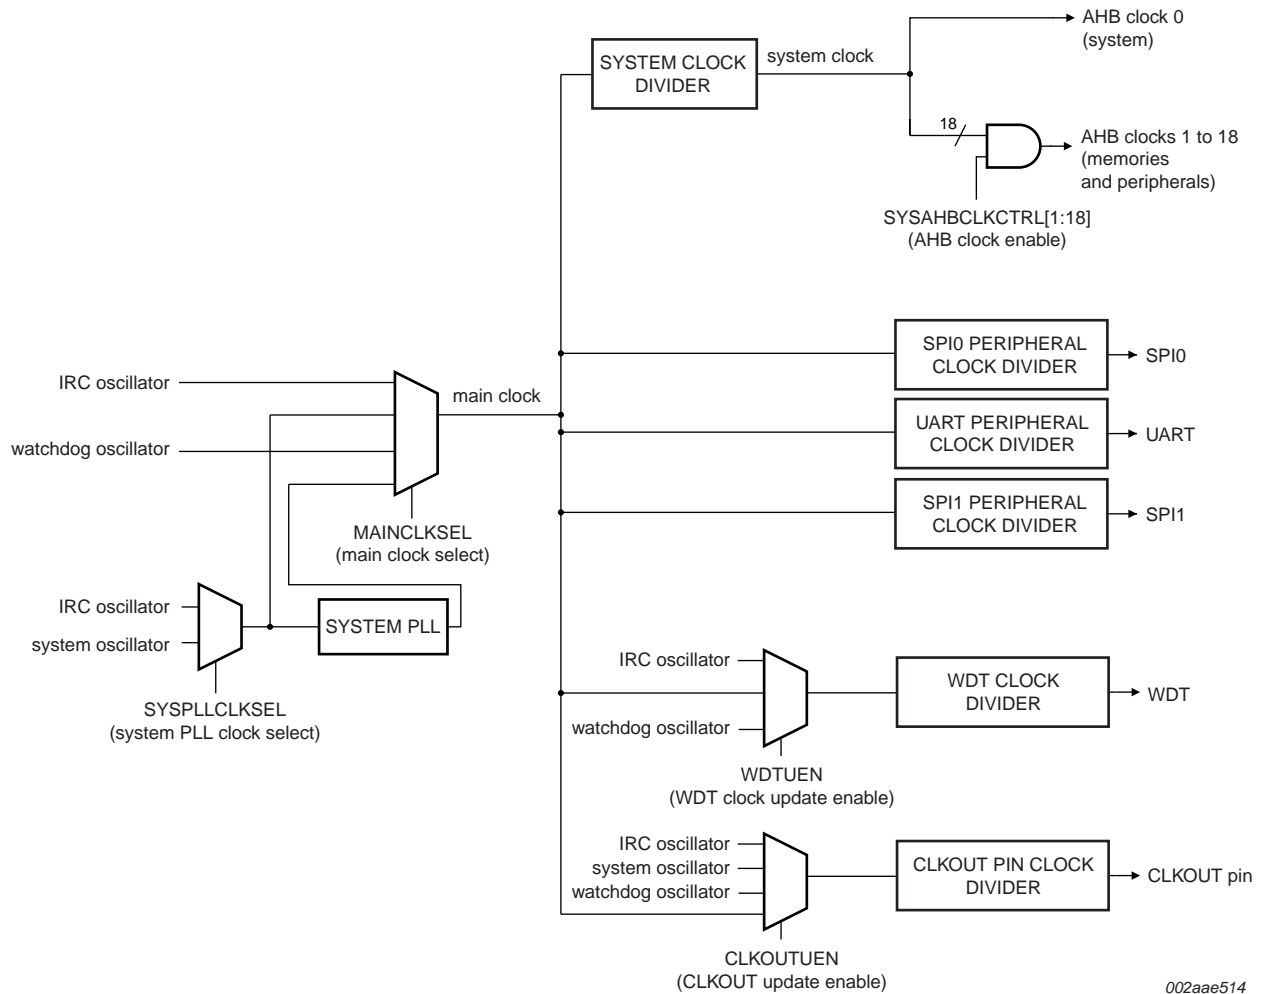 AHB clock 0
(system)
SYSTEM CLOCK
DIVIDER
system clock
18
AHB clocks 1 to 18
(memories
and peripherals)
SYSAHBCLKCTRL[1:18]
(AHB clock enable)
SPI0 PERIPHERAL
CLOCK DIVIDER
SPI0
IRC oscillator
main clock
UART PERIPHERAL
CLOCK DIVIDER
UART
watchdog oscillator
SPI1 PERIPHERAL
CLOCK DIVIDER
SPI1
MAINCLKSEL
(main clock select)
IRC oscillator
system oscillator
SYSTEM PLL
SYSPLLCLKSEL
(system PLL clock select)
IRC oscillator
watchdog oscillator
WDT CLOCK
DIVIDER
WDT
WDTUEN
(WDT clock update enable)
IRC oscillator
system oscillator
watchdog oscillator
CLKOUT PIN CLOCK
DIVIDER
CLKOUT pin
CLKOUTUEN
(CLKOUT update enable)
002aae514